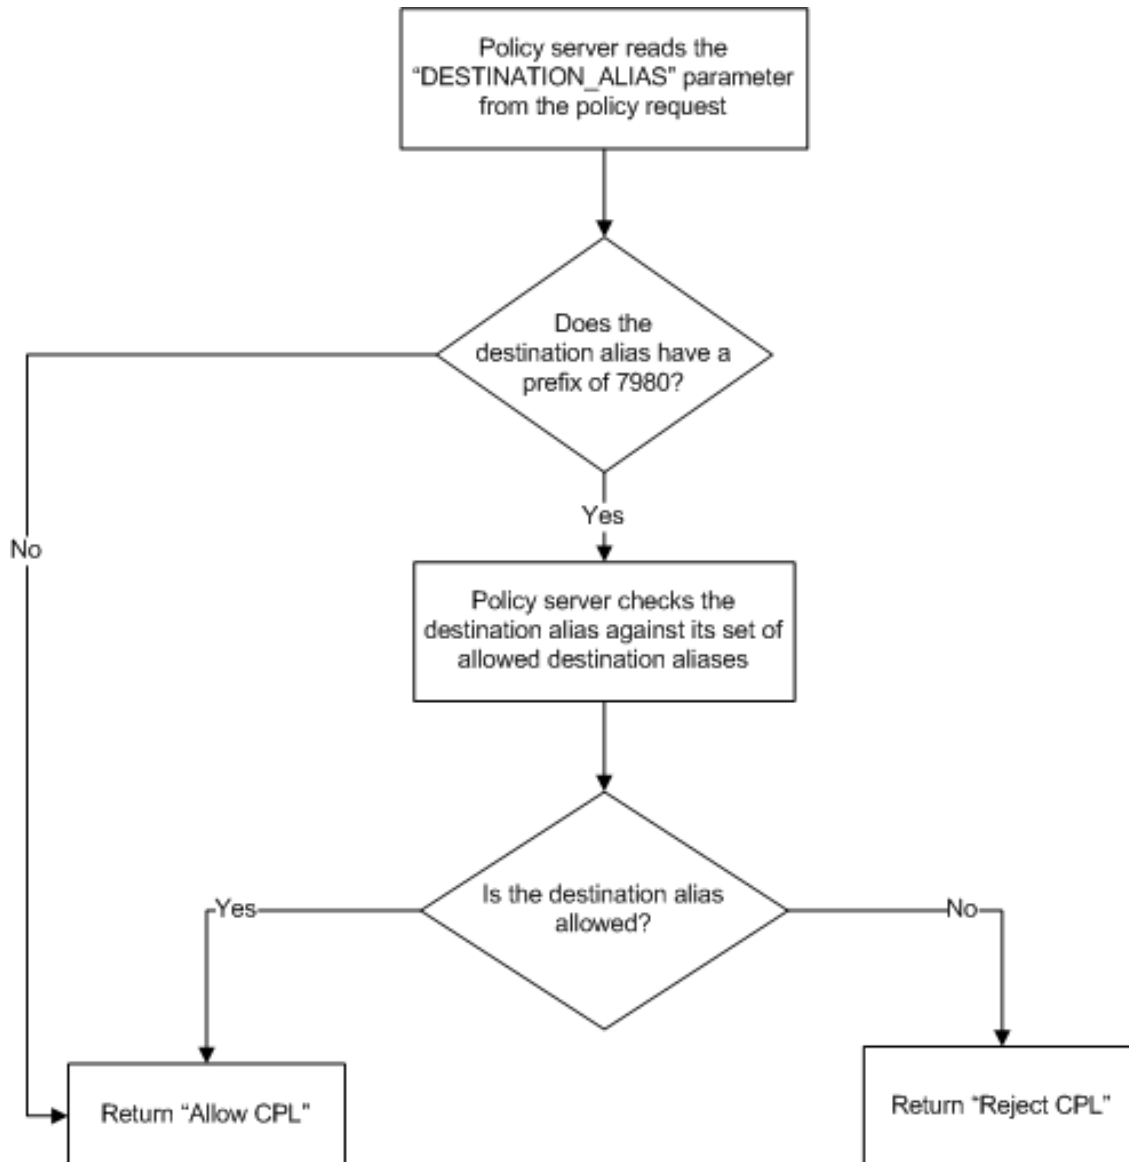 Policy server reads the
“DESTINATION_ALIAS” parameter
from the policy request
Does the
destination alias have a
prefix of 7980?
Yes
No
Policy server checks the
destination alias against its set of
allowed destination aliases
Is the destination alias
allowed?
Yes
No
Return “Allow CPL”
Return “Reject CPL”